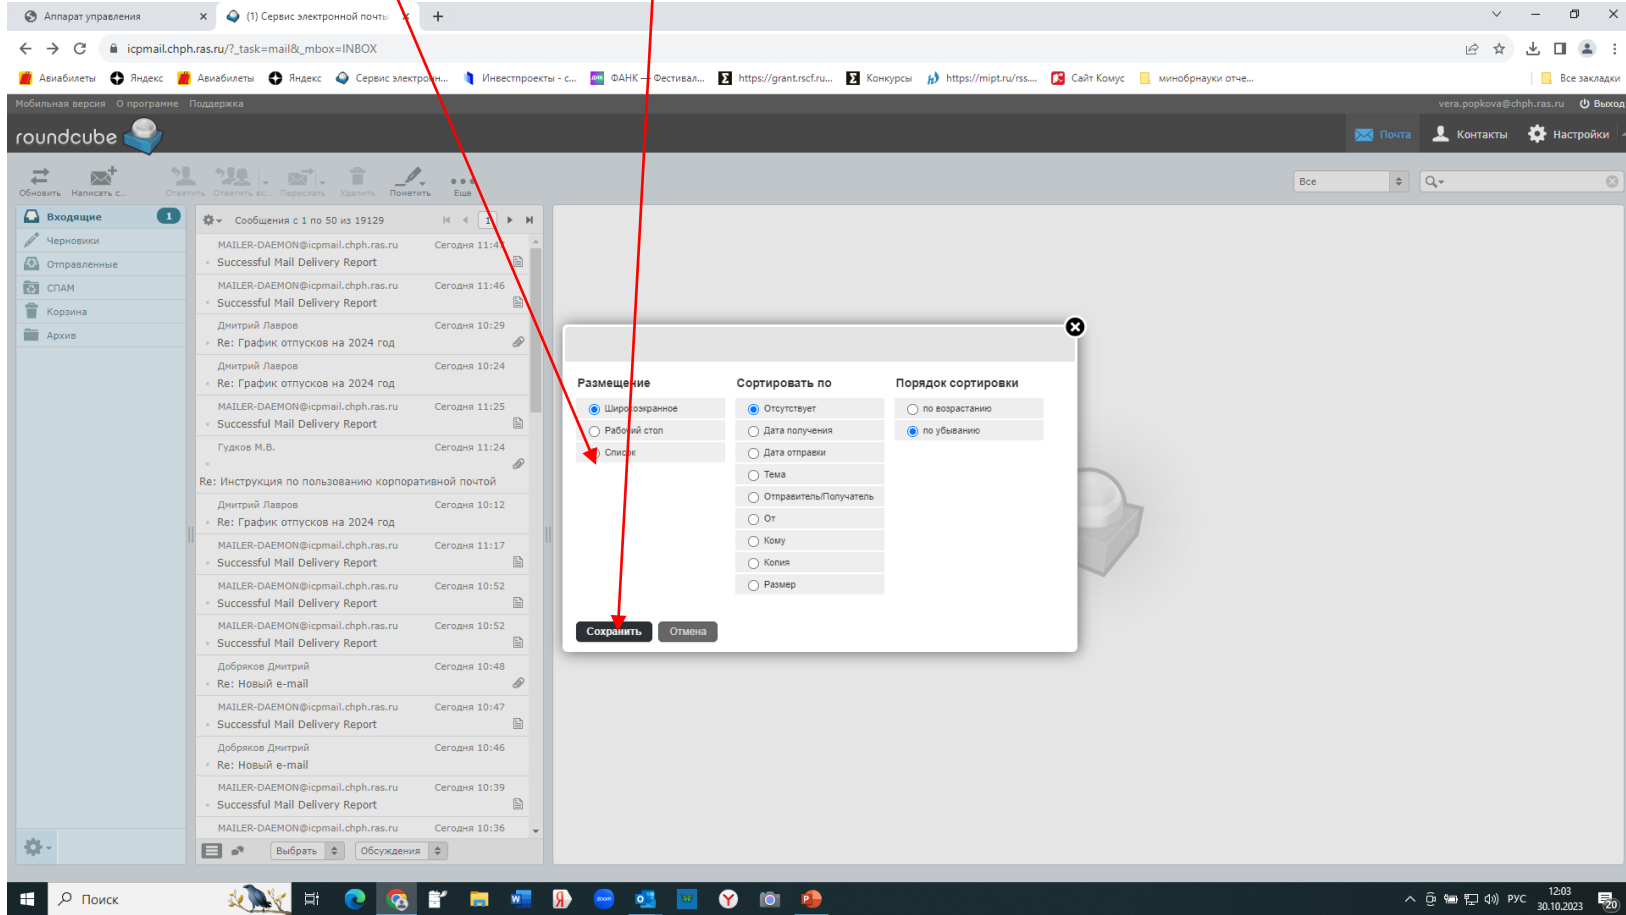 Аппарат управления
(1) Сервис электронной почты
icpmail.chph.ras.ru/?_task=mail&_mbox=INBOX
Авиабилеты Яндекс Авиабилеты Яндекс Сервис электрон... Инвестпроекты - с... ФАНК — Фестивал... https://grant.rscf.ru... Конкурсы https://mipt.ru/rss.... Сайт Комус минобрнауки отче... Все закладки
Мобильная версия О программе Поддержка vera.popkova@chph.ras.ru Выход
roundcube Почта Контакты Настройки
Обновить Написать с... Ответить Ответить вс... Переслать Удалить Пометить Еще Все
Входящие 1
Черновики
Отправленные
СПАМ
Корзина
Архив
Сообщения с 1 по 50 из 19129 1
MAILER-DAEMON@icpmail.chph.ras.ru Сегодня 11:47
Successful Mail Delivery Report
MAILER-DAEMON@icpmail.chph.ras.ru Сегодня 11:46
Successful Mail Delivery Report
Дмитрий Лавров Сегодня 10:29
Re: График отпусков на 2024 год
Дмитрий Лавров Сегодня 10:24
Re: График отпусков на 2024 год
MAILER-DAEMON@icpmail.chph.ras.ru Сегодня 11:25
Successful Mail Delivery Report
Гудков М.В. Сегодня 11:24
Re: Инструкция по пользованию корпоративной почтой
Дмитрий Лавров Сегодня 10:12
Re: График отпусков на 2024 год
MAILER-DAEMON@icpmail.chph.ras.ru Сегодня 11:17
Successful Mail Delivery Report
MAILER-DAEMON@icpmail.chph.ras.ru Сегодня 10:52
Successful Mail Delivery Report
MAILER-DAEMON@icpmail.chph.ras.ru Сегодня 10:52
Successful Mail Delivery Report
Добряков Дмитрий Сегодня 10:48
Re: Новый e-mail
MAILER-DAEMON@icpmail.chph.ras.ru Сегодня 10:47
Successful Mail Delivery Report
Добряков Дмитрий Сегодня 10:46
Re: Новый e-mail
MAILER-DAEMON@icpmail.chph.ras.ru Сегодня 10:39
Successful Mail Delivery Report
MAILER-DAEMON@icpmail.chph.ras.ru Сегодня 10:36
Выбрать Обсуждения
Размещение
Широкоэкранное
Рабочий стол
Список
Сортировать по
Отсутствует
Дата получения
Дата отправки
Тема
Отправитель/Получатель
От
Кому
Копия
Размер
Порядок сортировки
по возрастанию
по убыванию
Сохранить Отмена
Поиск
zoom
РУС
12:03
30.10.2023
20